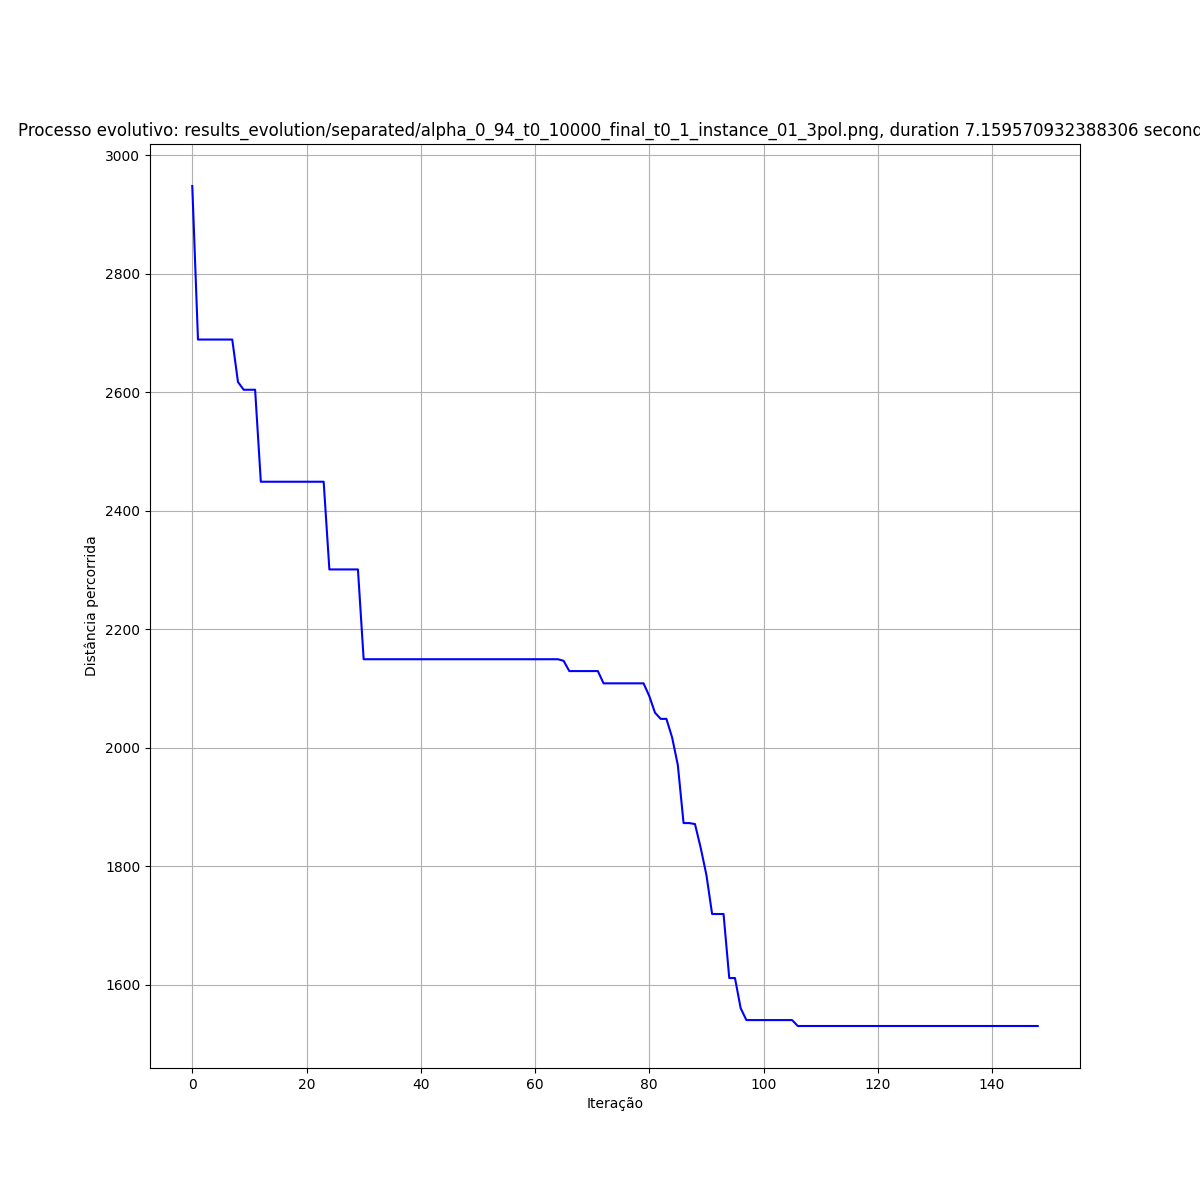 Processo evolutivo: results_evolution/separated/alpha_0_94_t0_10000_final_t0_1_instance_01_3pol.png, duration 7.159570932388306 second
3000
2800
2600
2400
2200
2000
1800
1600
Distância percorrida
0 20 40 60 80 100 120 140
Iteração